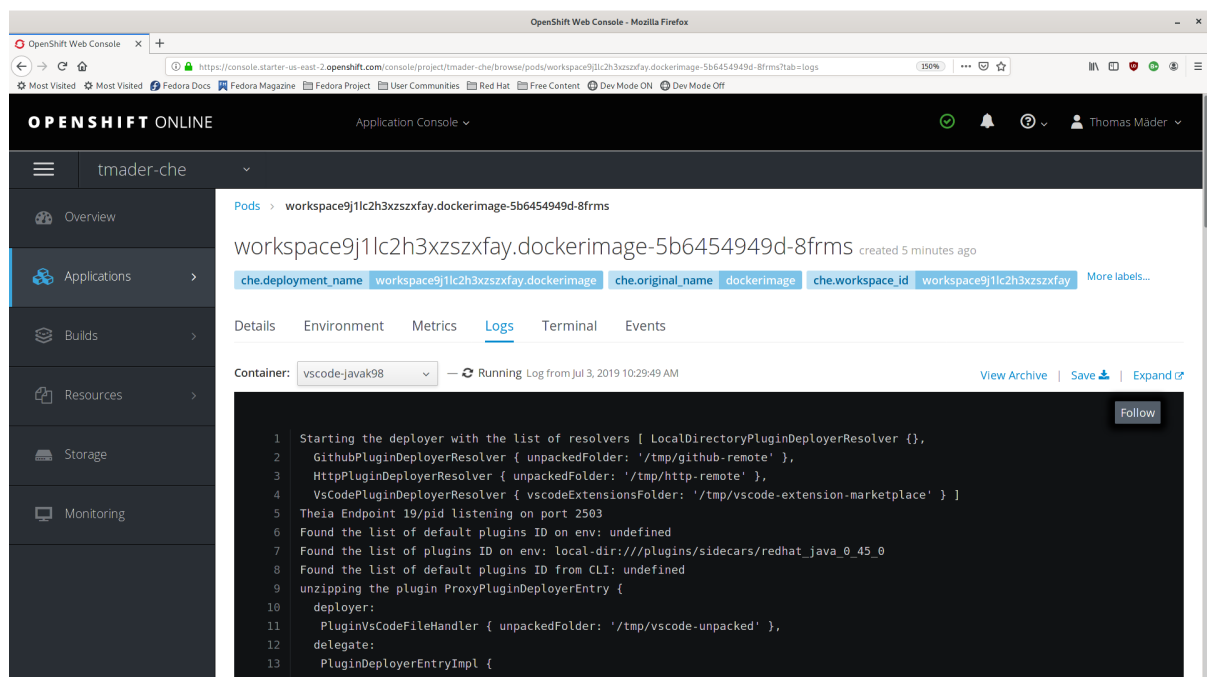 OpenShift Web Console - Mozilla Firefox
OpenShift Web Console
https://console.starter-us-east-2.openshift.com/console/project/tmader-che/browse/pods/workspace9j1lc2h3xzszxfay.dockerimage-5b6454949d-8frms?tab=logs 150%
Most Visited Most Visited Fedora Docs Fedora Magazine Fedora Project User Communities Red Hat Free Content Dev Mode ON Dev Mode Off
OPENSHIFT ONLINE Application Console Thomas Mäder
tmader-che
Overview
Applications
Builds
Resources
Storage
Monitoring
Pods > workspace9j1lc2h3xzszxfay.dockerimage-5b6454949d-8frms
workspace9j1lc2h3xzszxfay.dockerimage-5b6454949d-8frms created 5 minutes ago
che.deployment_name workspace9j1lc2h3xzszxfay.dockerimage che.original_name dockerimage che.workspace_id workspace9j1lc2h3xzszxfay More labels...
Details Environment Metrics Logs Terminal Events
Container: vscode-javak98 — Running Log from Jul 3, 2019 10:29:49 AM View Archive | Save | Expand
Follow
1 Starting the deployer with the list of resolvers [ LocalDirectoryPluginDeployerResolver {},
2 GithubPluginDeployerResolver { unpackedFolder: '/tmp/github-remote' },
3 HttpPluginDeployerResolver { unpackedFolder: '/tmp/http-remote' },
4 VsCodePluginDeployerResolver { vscodeExtensionsFolder: '/tmp/vscode-extension-marketplace' } ]
5 Theia Endpoint 19/pid listening on port 2503
6 Found the list of default plugins ID on env: undefined
7 Found the list of plugins ID on env: local-dir:///plugins/sidecars/redhat_java_0_45_0
8 Found the list of default plugins ID from CLI: undefined
9 unzipping the plugin ProxyPluginDeployerEntry {
10 deployer:
11 PluginVsCodeFileHandler { unpackedFolder: '/tmp/vscode-unpacked' },
12 delegate:
13 PluginDeployerEntryImpl {